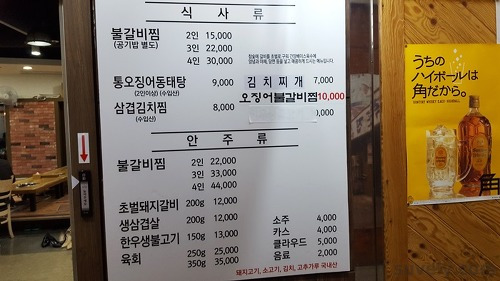 식 사 류
불갈비찜 2인 15,000
(공기밥 별도) 3인 22,000
4인 30,000
통오징어동태탕 9,000
(2인이상) (수입산)
삼겹김치찜 8,000
(수입산)
김치찌개 7,000
오징어불갈비찜 10,000
안 주 류
불갈비찜 2인 22,000
3인 33,000
4인 44,000
초벌돼지갈비 200g 12,000
생삼겹살 200g 12,000
한우생불고기 150g 13,000
육회 250g 25,000
350g 35,000
소주 4,000
카스 4,000
클라우드 5,000
음료 2,000
돼지고기, 소고기, 김치, 고추가루 국내산
うちの
ハイボールは
角だから。
角